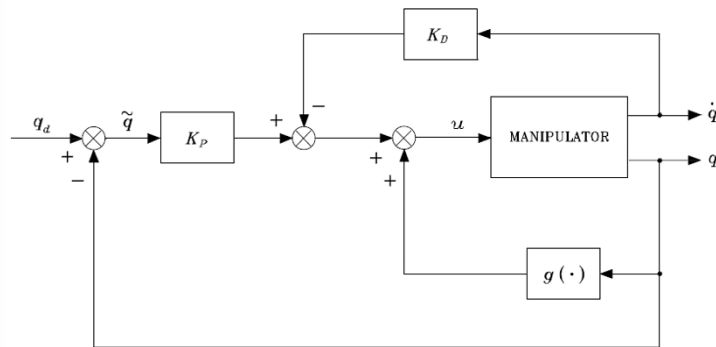 K_D
−
q_d
+
−
q̃
K_P
+
+
+
u
MANIPULATOR
q̇
q
g(·)